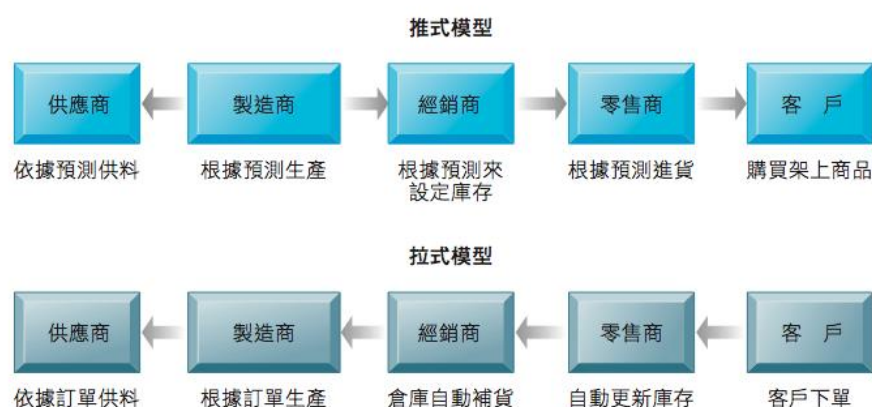 推式模型
供應商
製造商
經銷商
零售商
客 戶
依據預測供料
根據預測生產
根據預測來
設定庫存
根據預測進貨
購買架上商品
拉式模型
供應商
製造商
經銷商
零售商
客 戶
依據訂單供料
根據訂單生產
倉庫自動補貨
自動更新庫存
客戶下單